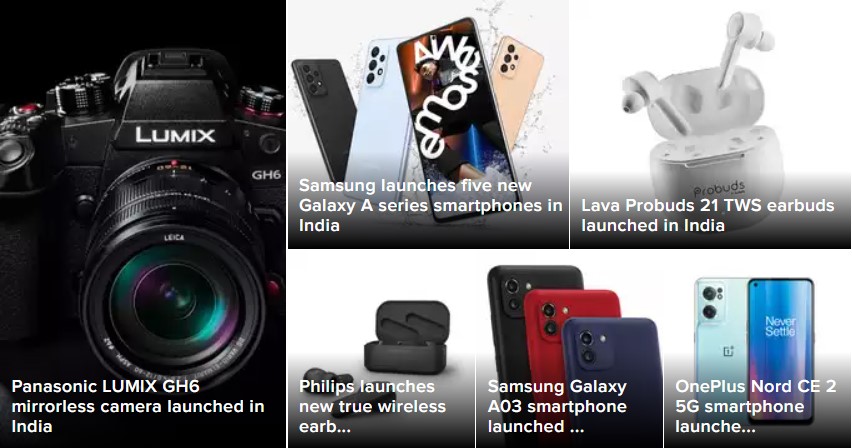 LUMIX
GH6
LEICA
Panasonic LUMIX GH6
mirrorless camera launched in
India
AWE
emosǝ
Samsung launches five new
Galaxy A series smartphones in
India
Probuds
Lava Probuds 21 TWS earbuds
launched in India
Philips launches
new true wireless
earb...
Samsung Galaxy
A03 smartphone
launched ...
Never
Settle
OnePlus Nord CE 2
5G smartphone
launche...